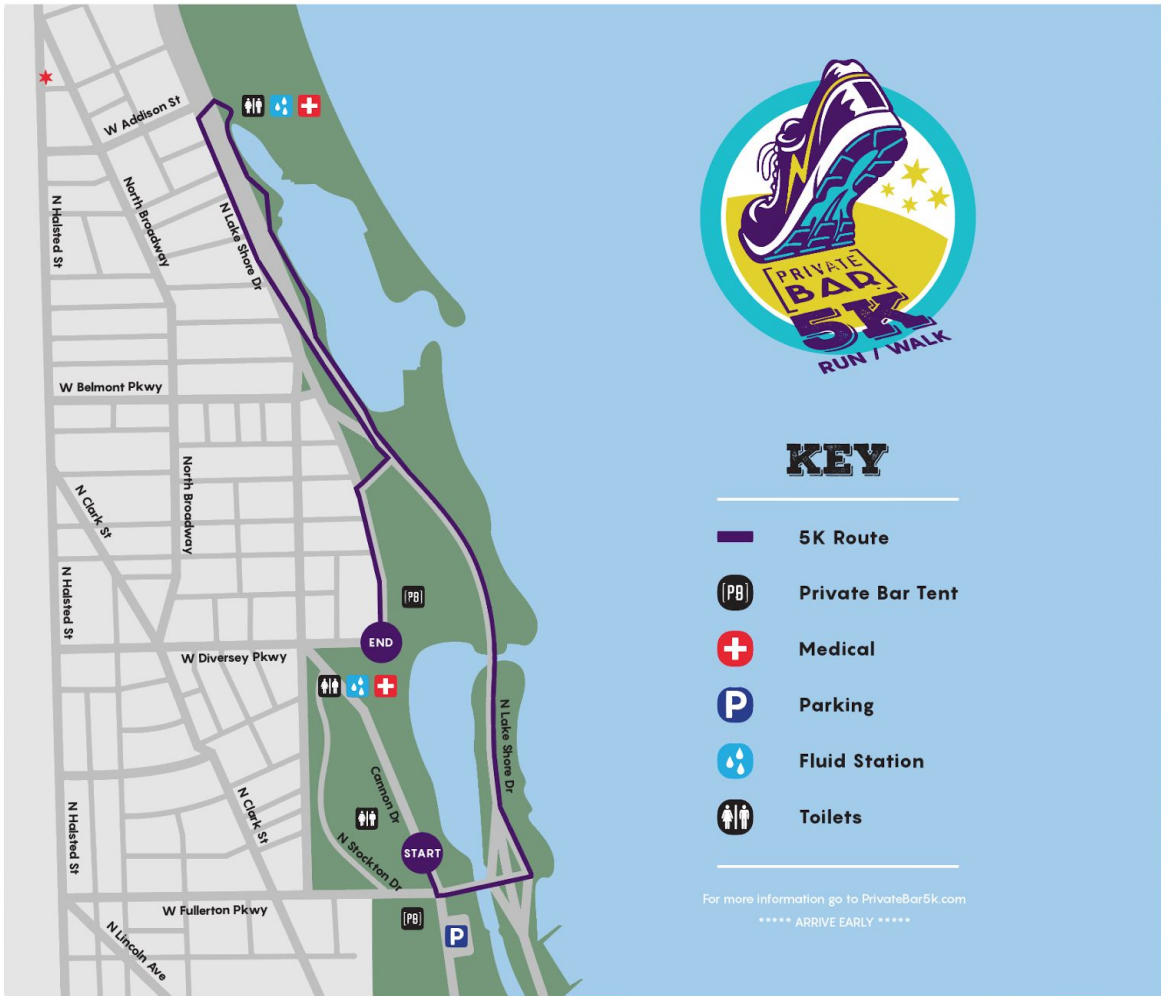 W Addison St
N Halsted St
North Broadway
N Lake Shore Dr
W Belmont Pkwy
N Clark St
North Broadway
N Halsted St
[PB]
END
W Diversey Pkwy
N Lake Shore Dr
Cannon Dr
N Halsted St
N Clark St
N Stockton Dr
START
W Fullerton Pkwy
N Lincoln Ave
[PB]
P
PRIVATE
BAR
5K
RUN / WALK
KEY
5K Route
[PB] Private Bar Tent
Medical
P Parking
Fluid Station
Toilets
For more information go to PrivateBar5k.com
***** ARRIVE EARLY *****